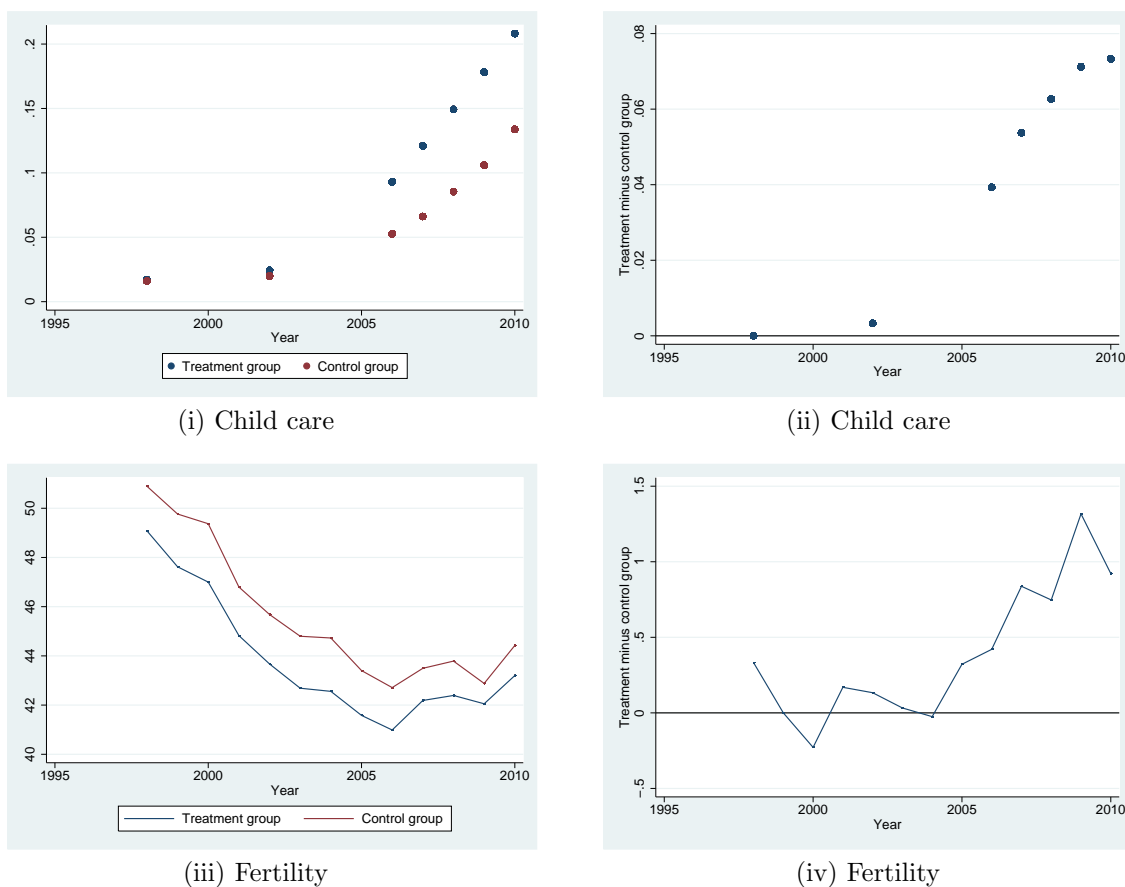 0 .05 .1 .15 .2
1995 2000 2005 2010
Year
Treatment group Control group
(i) Child care
Treatment minus control group
0 .02 .04 .06 .08
1995 2000 2005 2010
Year
(ii) Child care
40 42 44 46 48 50
1995 2000 2005 2010
Year
Treatment group Control group
(iii) Fertility
Treatment minus control group
-.5 0 .5 1 1.5
1995 2000 2005 2010
Year
(iv) Fertility